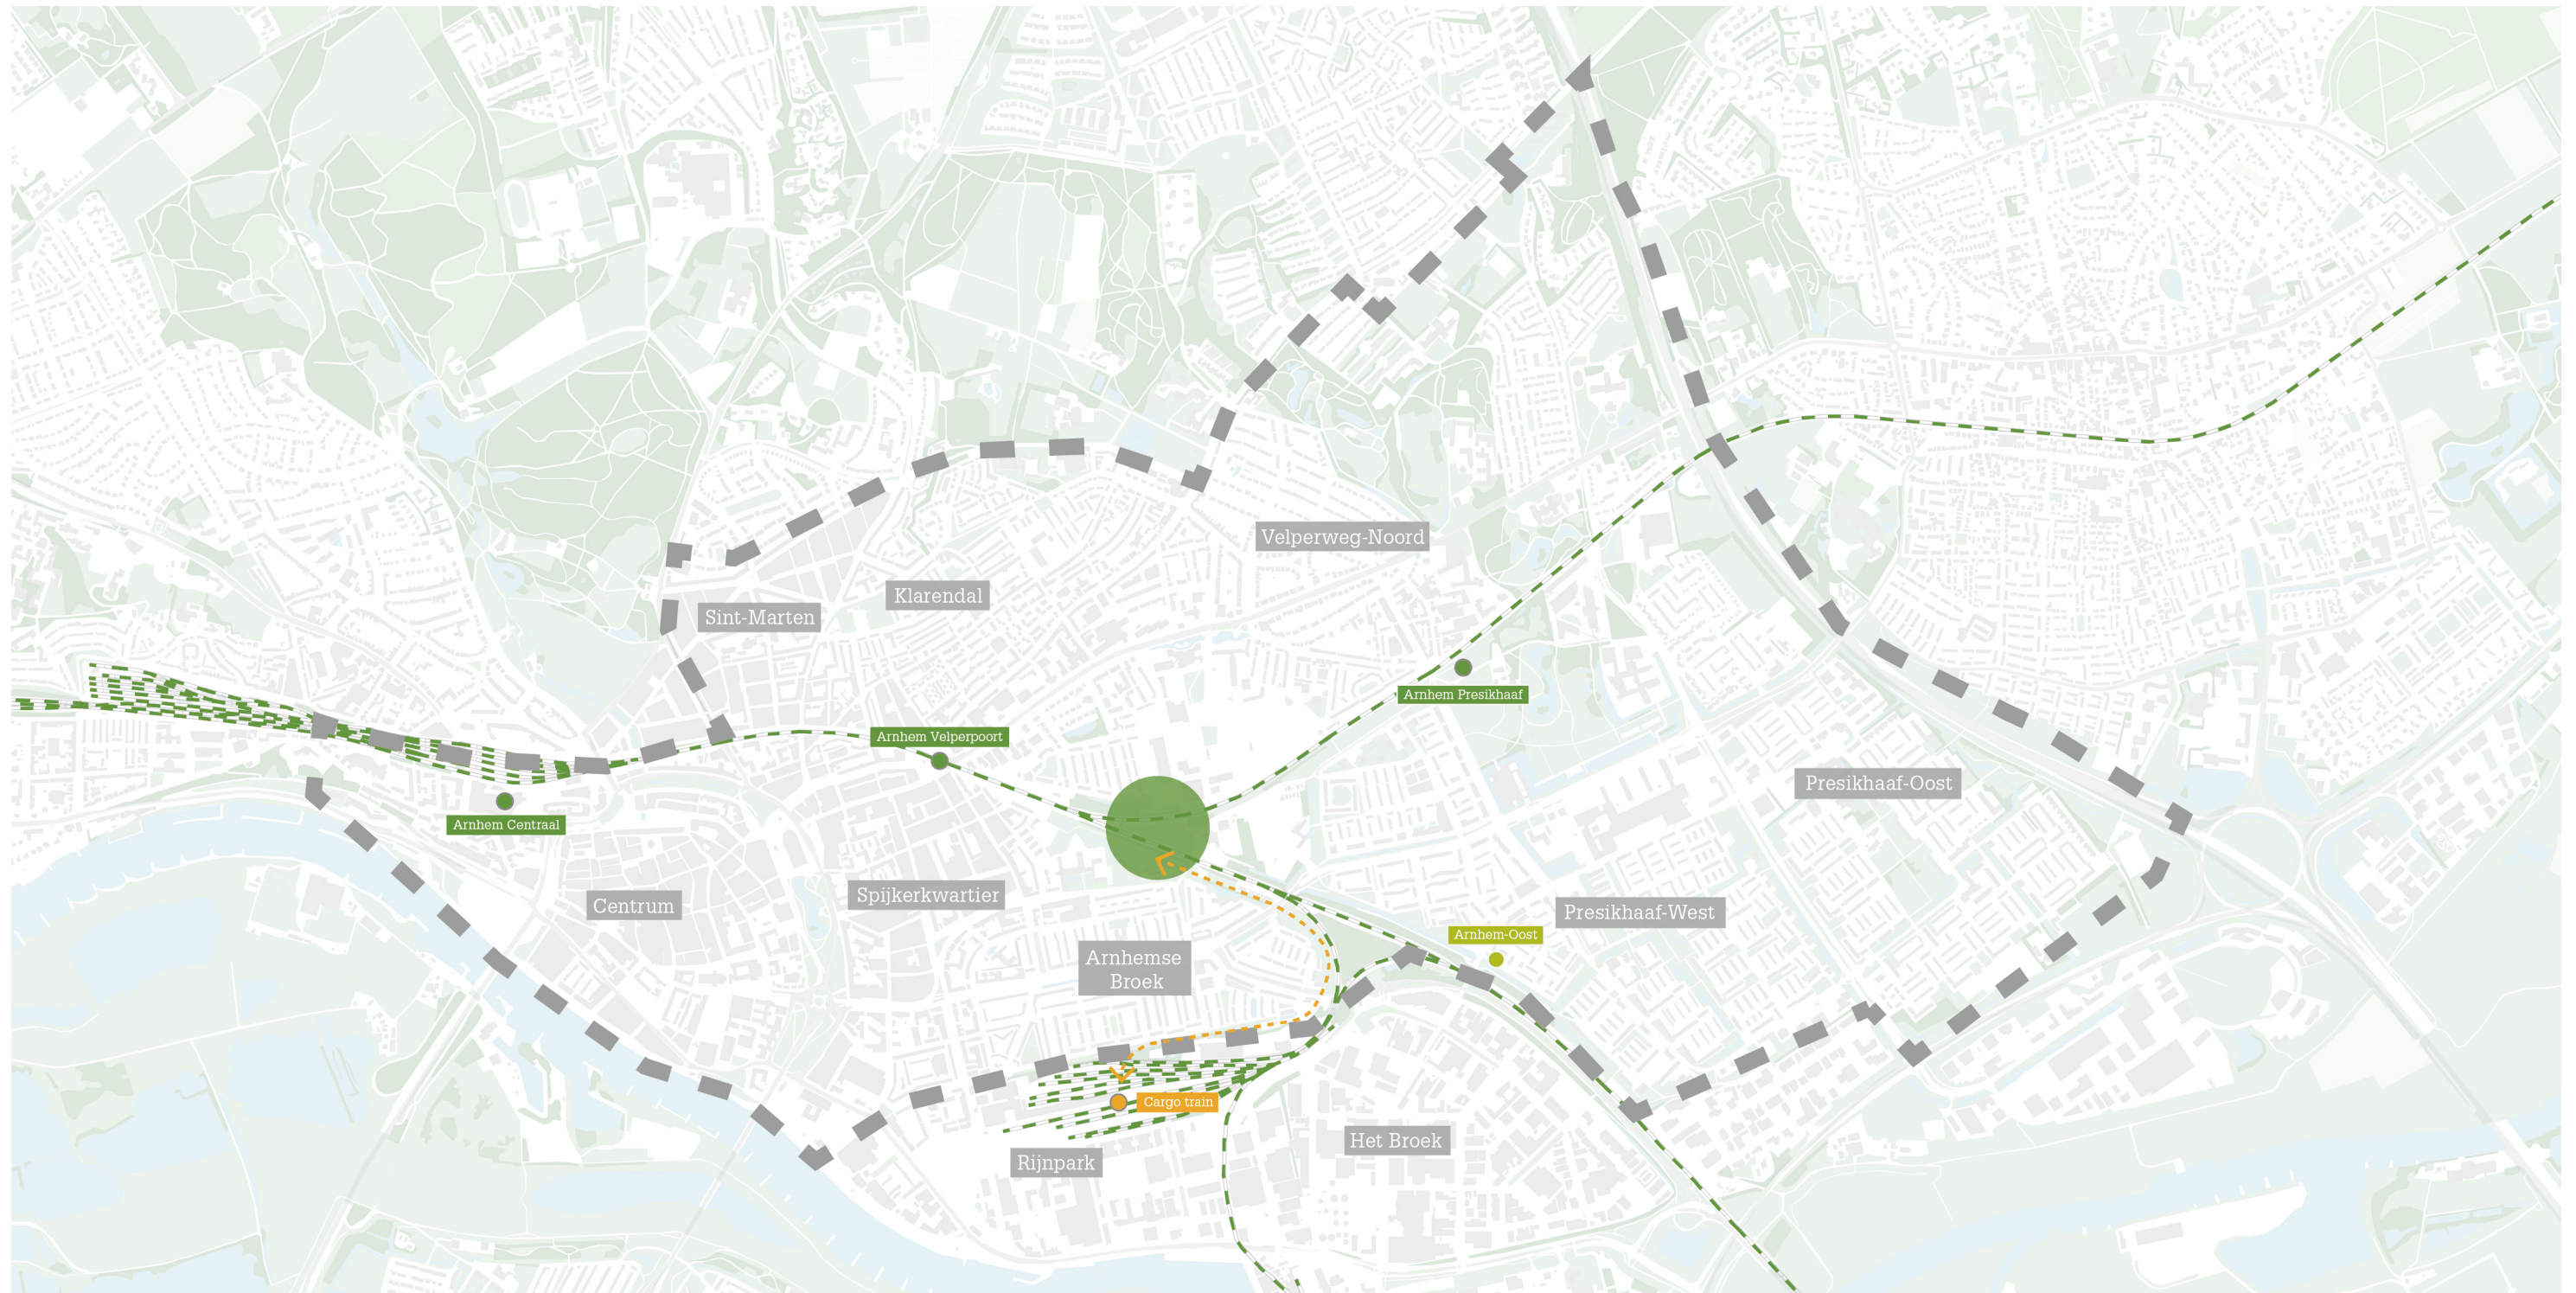 Velperweg-Noord
Klarendal
Sint-Marten
Arnhem Presikhaaf
Arnhem Velperpoort
Presikhaaf-Oost
Arnhem Centraal
Spijkerkwartier
Centrum
Presikhaaf-West
Arnhem-Oost
Arnhemse
Broek
Cargo train
Het Broek
Rijnpark